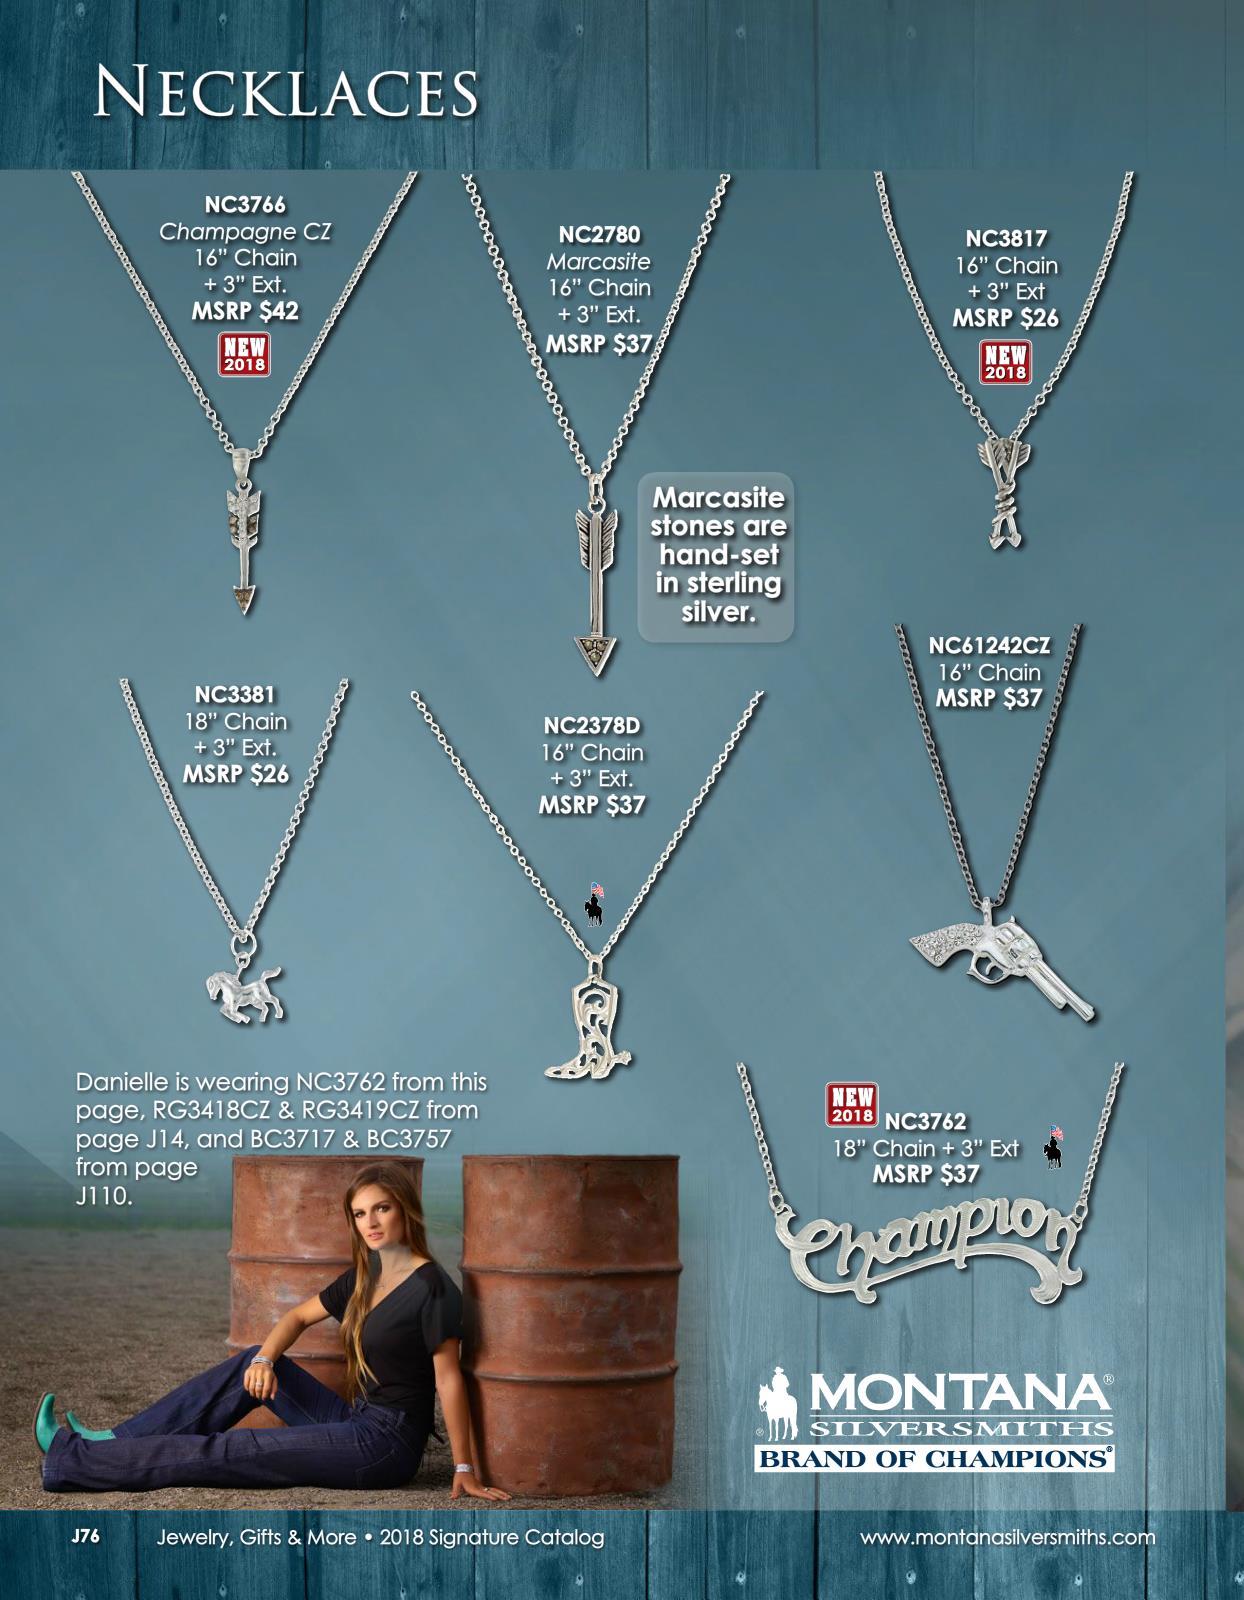 NECKLACES
NC3766
Champagne CZ
16” Chain
+ 3” Ext.
MSRP $42
NEW
2018
NC2780
Marcasite
16” Chain
+ 3” Ext.
MSRP $37
NC3817
16” Chain
+ 3” Ext
MSRP $26
NEW
2018
Marcasite
stones are
hand-set
in sterling
silver.
NC3381
18” Chain
+ 3” Ext.
MSRP $26
NC2378D
16” Chain
+ 3” Ext.
MSRP $37
NC61242CZ
16” Chain
MSRP $37
Danielle is wearing NC3762 from this
page, RG3418CZ & RG3419CZ from
page J14, and BC3717 & BC3757
from page
J110.
NEW
2018
NC3762
18” Chain + 3” Ext
MSRP $37
Champion
MONTANA®
® SILVERSMITHS
BRAND OF CHAMPIONS®
J76 Jewelry, Gifts & More • 2018 Signature Catalog www.montanasilversmiths.com